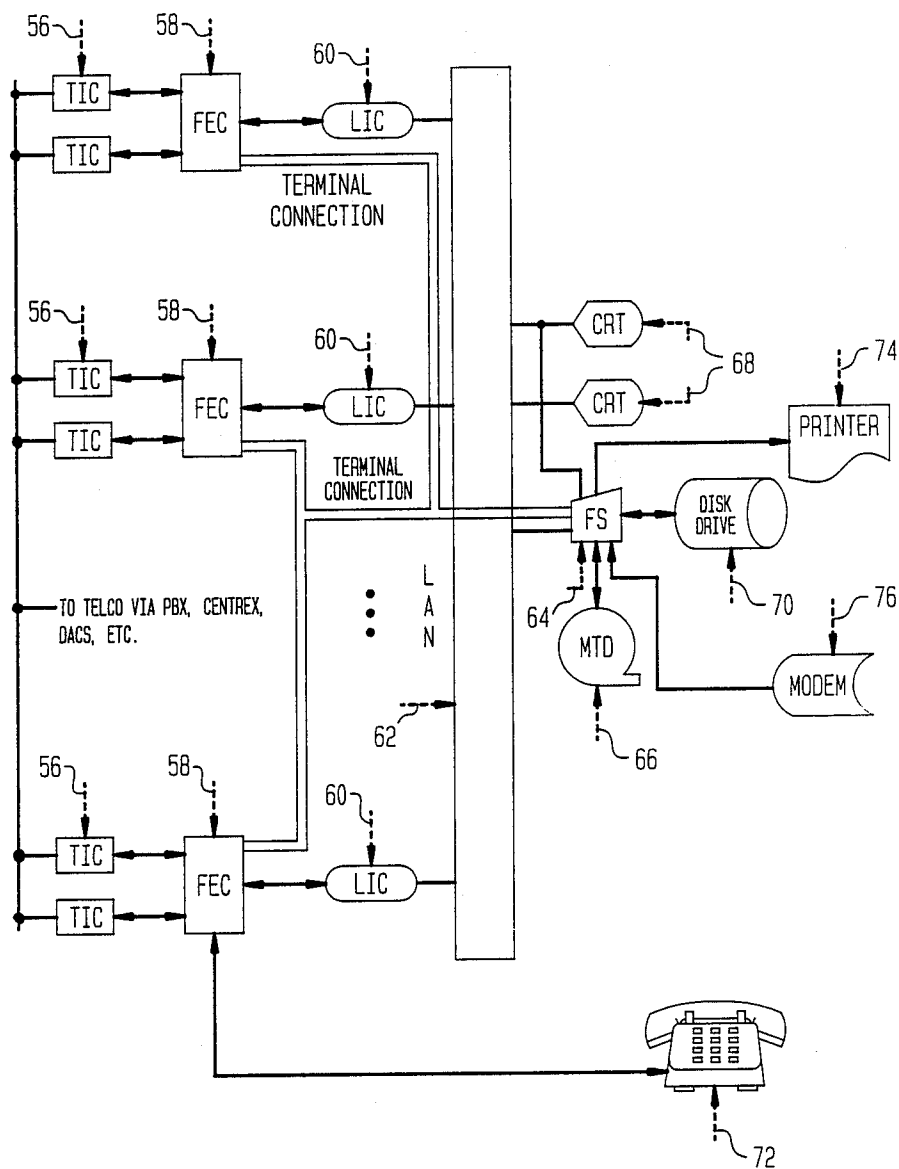 56
58
60
TIC
FEC
LIC
TIC
TERMINAL
CONNECTION
56
58
60
CRT
68
74
TIC
FEC
LIC
CRT
PRINTER
TIC
TERMINAL
CONNECTION
FS
DISK
DRIVE
TO TELCO VIA PBX, CENTREX,
DACS, ETC.
L
A
N
64
70
76
MTD
MODEM
62
66
56
58
60
TIC
FEC
LIC
TIC
72